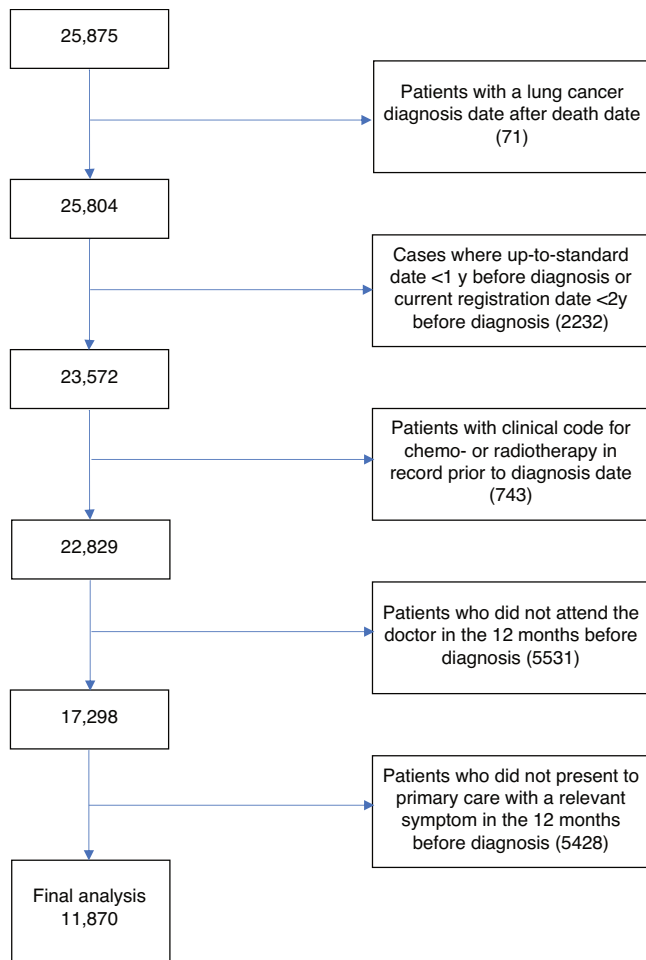 25,875
Patients with a lung cancer
diagnosis date after death date
(71)
25,804
Cases where up-to-standard
date <1 y before diagnosis or
current registration date <2y
before diagnosis (2232)
23,572
Patients with clinical code for
chemo- or radiotherapy in
record prior to diagnosis date
(743)
22,829
Patients who did not attend the
doctor in the 12 months before
diagnosis (5531)
17,298
Patients who did not present to
primary care with a relevant
symptom in the 12 months
before diagnosis (5428)
Final analysis
11,870